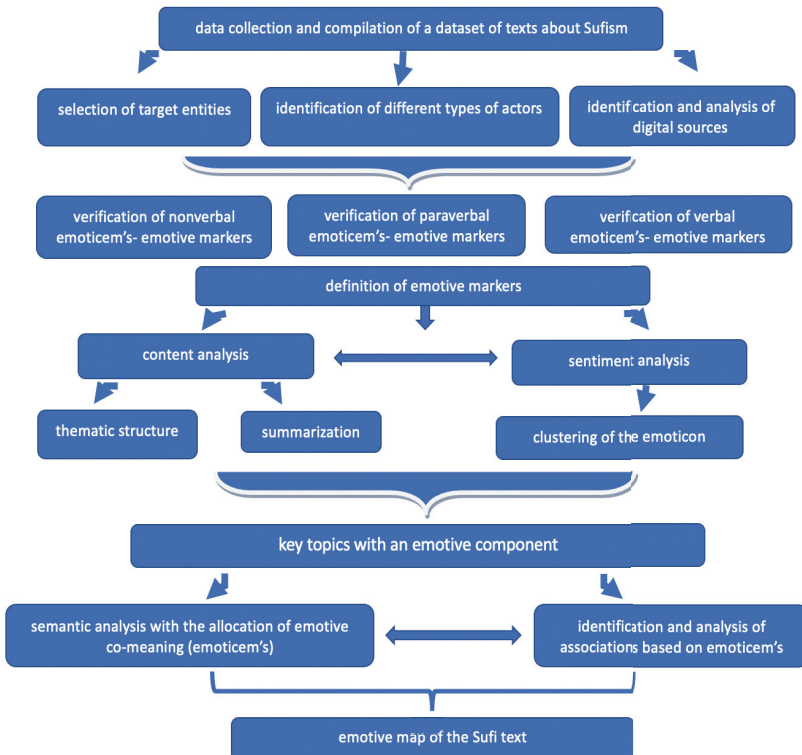 data collection and compilation of a dataset of texts about Sufism
selection of target entities
identification of different types of actors
identification and analysis of
digital sources
verification of nonverbal
emoticem's- emotive markers
verification of paraverbal
emoticem's- emotive markers
verification of verbal
emoticem's- emotive markers
definition of emotive markers
content analysis
sentiment analysis
thematic structure
summarization
clustering of the emoticon
key topics with an emotive component
semantic analysis with the allocation of emotive
co-meaning (emoticem's)
identification and analysis of
associations based on emoticem's
emotive map of the Sufi text